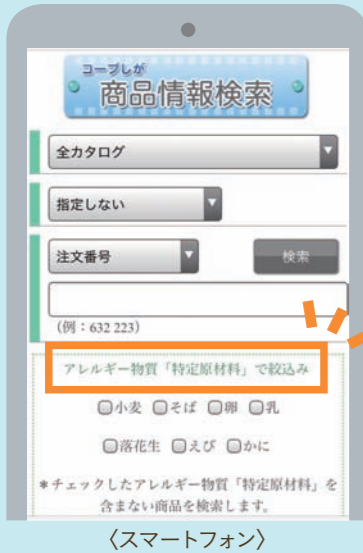 コープしが
商品情報検索
全カタログ
指定しない
注文番号 検索
(例：632 223)
アレルギー物質「特定原材料」で絞込み
小麦 そば 卵 乳
落花生 えび かに
*チェックしたアレルギー物質「特定原材料」を
含まない商品を検索します。
〈スマートフォン〉